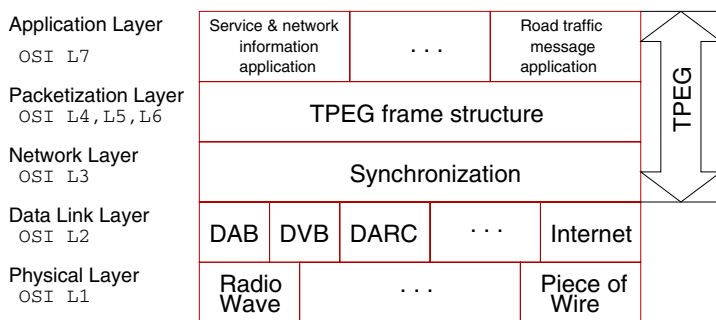 Application Layer
OSI L7
Service & network
information
application
. . .
Road traffic
message
application
Packetization Layer
OSI L4,L5,L6
TPEG frame structure
Network Layer
OSI L3
Synchronization
TPEG
Data Link Layer
OSI L2
DAB
DVB
DARC
. . .
Internet
Physical Layer
OSI L1
Radio
Wave
. . .
Piece of
Wire